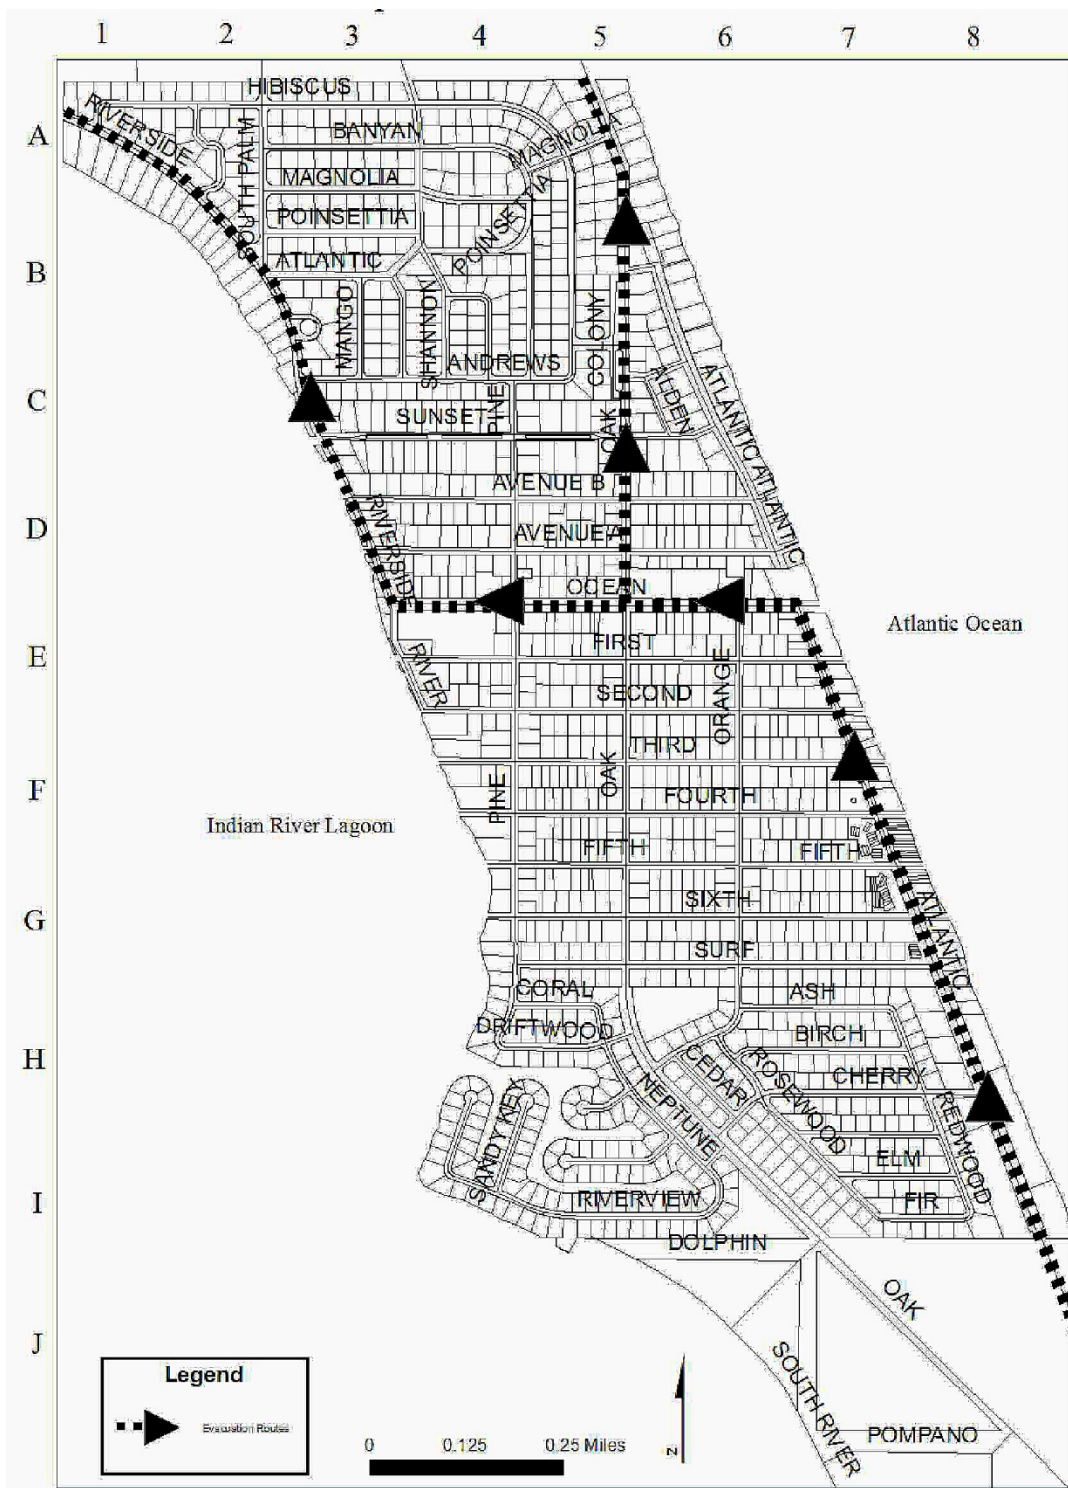 1 2 3 4 5 6 7 8
HIBISCUS
RIVERSIDE
BANYAN
MAGNOLIA
A
SOUTH PALM
MAGNOLIA
POINSETTIA
POINSETTIA
ATLANTIC
B
MANGO
SHANNON
COLONY
ANDREWS
ALDEN
ATLANTIC
C
PINE
SUNSET
OAK
ATLANTIC
AVENUE B
RIVERSIDE
D
AVENUE A
ATLANTIC
OCEAN
Atlantic Ocean
FIRST
E
RIVER
ORANGE
SECOND
THIRD
OAK
PINE
F
FOURTH
Indian River Lagoon
FIFTH
FIFTH
SIXTH
G
ATLANTIC
SURF
CORAL
ASH
DRIFTWOOD
BIRCH
H
CEDAR
ROSEWOOD
CHERRY
NEPTUNE
SANDY KEY
REDWOOD
ELM
I
RIVERVIEW
FIR
DOLPHIN
OAK
J
Legend
SOUTH RIVER
Evacuation Routes
0 0.125 0.25 Miles
POMPANO
Z